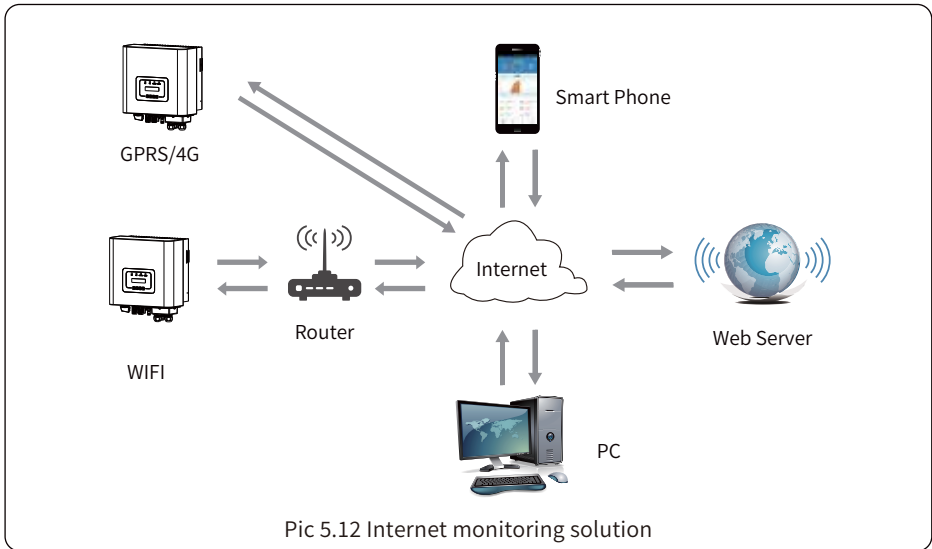 Smart Phone
GPRS/4G
Internet
Router
Web Server
WIFI
PC
Pic 5.12 Internet monitoring solution